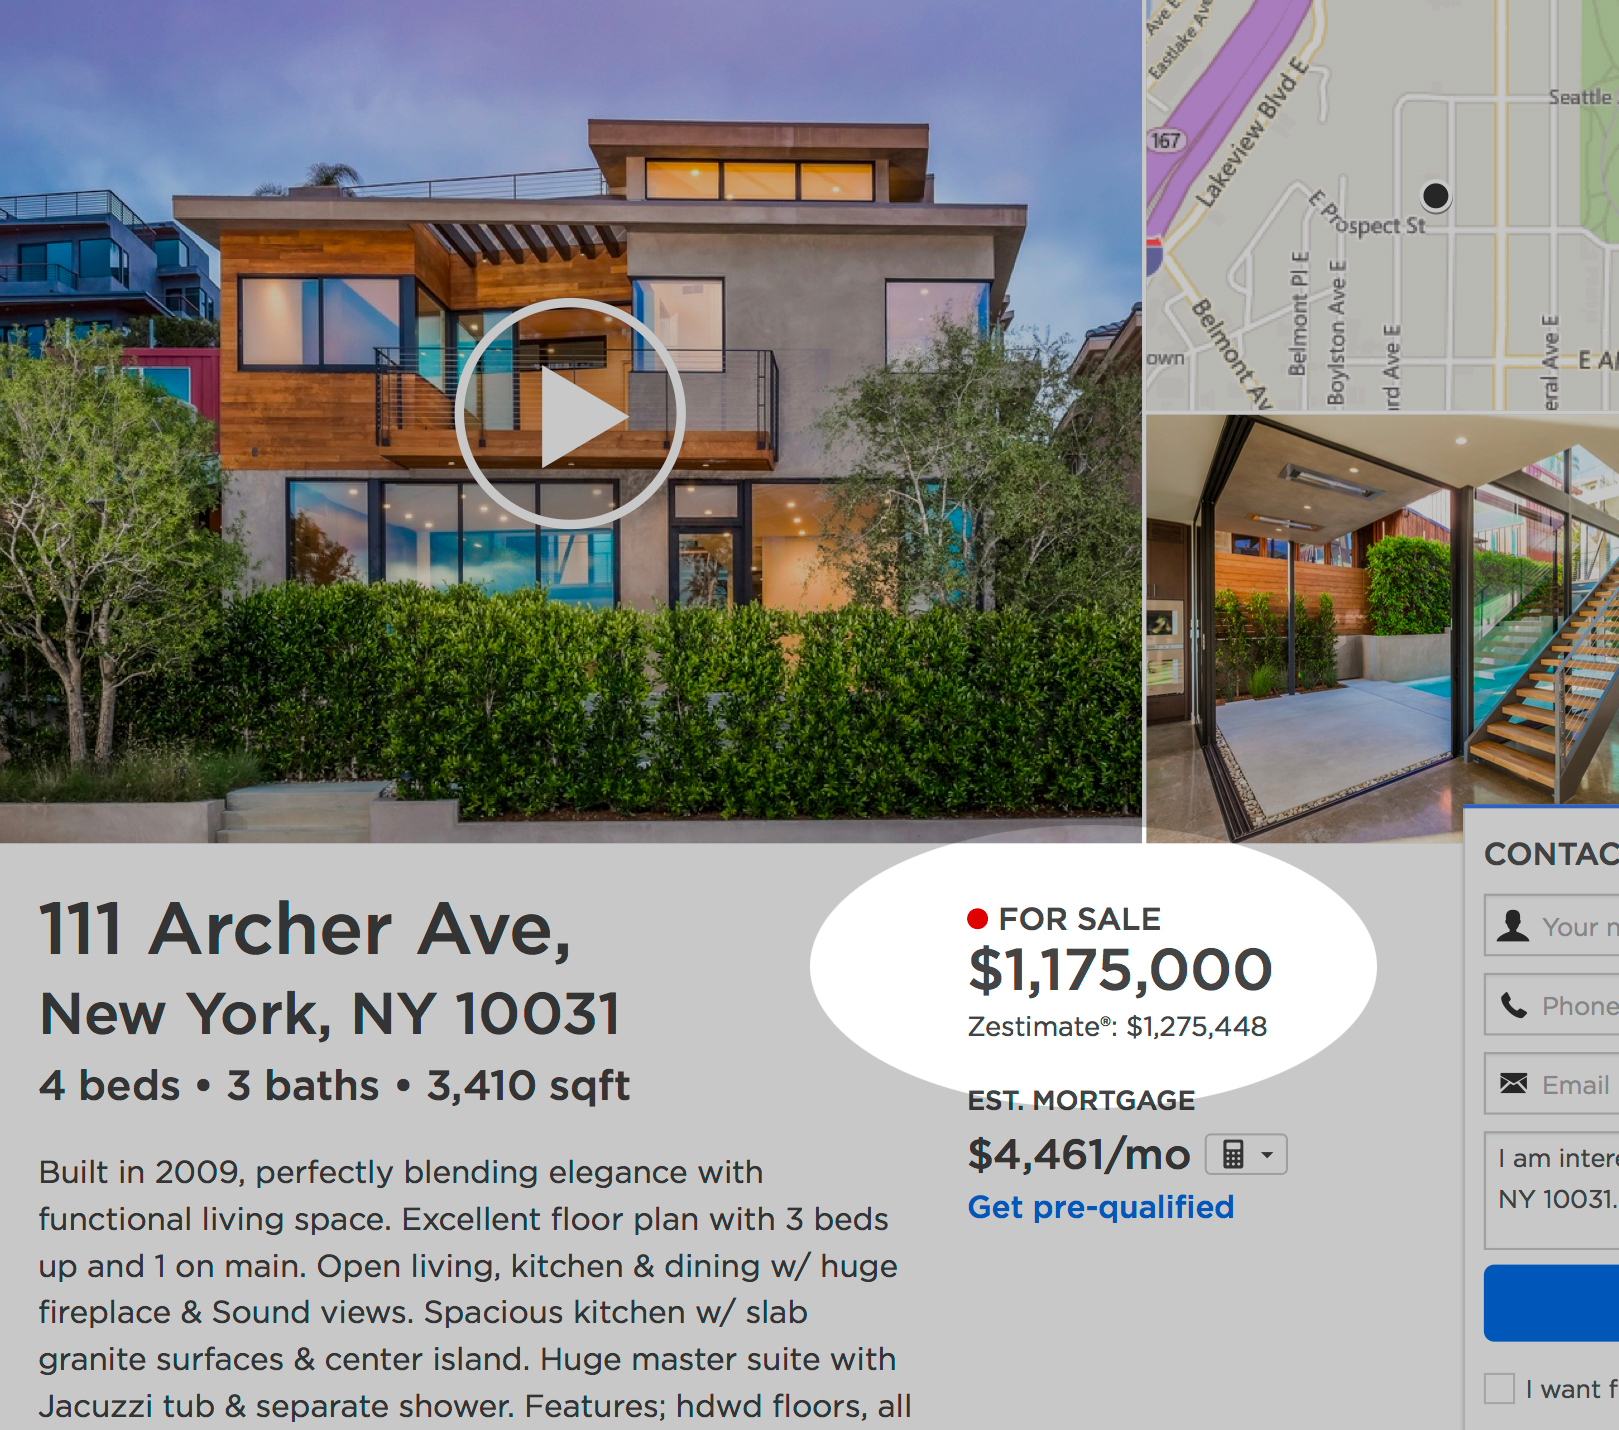 Ave E
Eastlake Ave
Lakeview Blvd E
167
Seattle
E Prospect St
Belmont Pl E
Boylston Ave E
Belmont Av
own
E
111 Archer Ave,
New York, NY 10031
4 beds • 3 baths • 3,410 sqft
Built in 2009, perfectly blending elegance with
functional living space. Excellent floor plan with 3 beds
up and 1 on main. Open living, kitchen & dining w/ huge
fireplace & Sound views. Spacious kitchen w/ slab
granite surfaces & center island. Huge master suite with
Jacuzzi tub & separate shower. Features; hdwd floors, all
FOR SALE
$1,175,000
Zestimate®: $1,275,448
EST. MORTGAGE
$4,461/mo
Get pre-qualified
CONTAC
Your n
Phone
Email
I am inter
NY 10031.
I want f